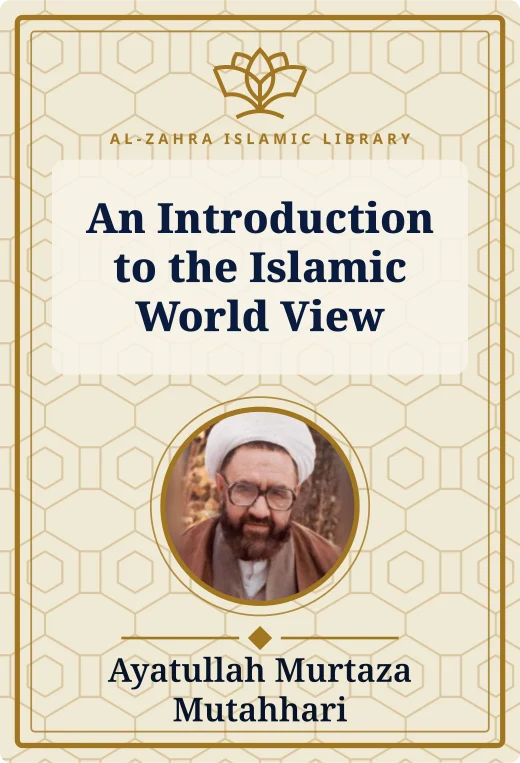 AL-ZAHRA ISLAMIC LIBRARY
An Introduction
to the Islamic
World View
Ayatullah Murtaza
Mutahhari